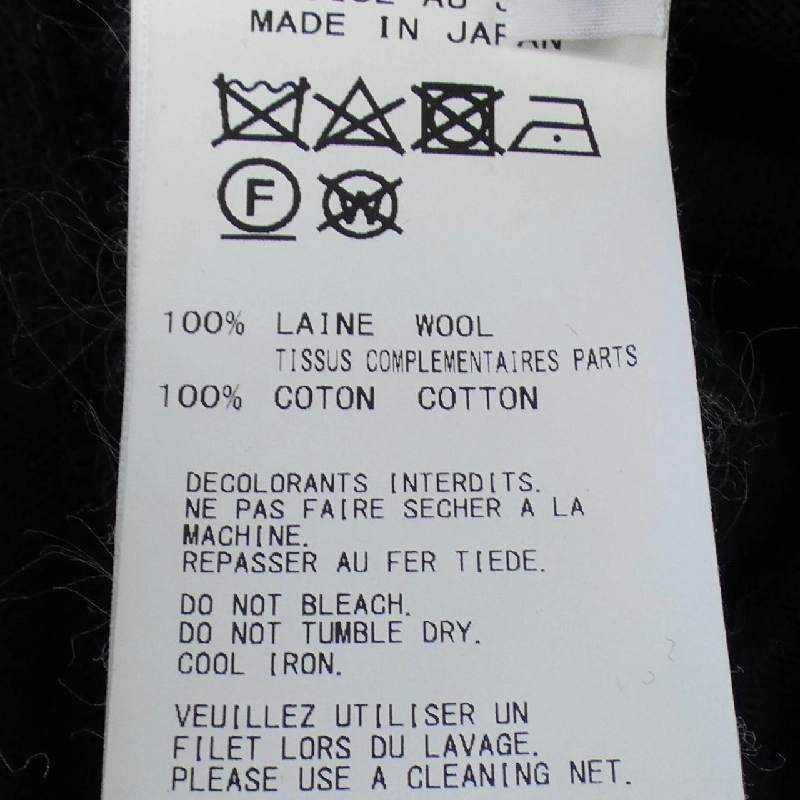 MADE IN JAPAN
F
W
100% LAINE WOOL
TISSUS COMPLEMENTAIRES PARTS
100% COTON COTTON
DECOLORANTS INTERDITS.
NE PAS FAIRE SECHER A LA
MACHINE.
REPASSER AU FER TIEDE.
DO NOT BLEACH.
DO NOT TUMBLE DRY.
COOL IRON.
VEUILLEZ UTILISER UN
FILET LORS DU LAVAGE.
PLEASE USE A CLEANING NET.